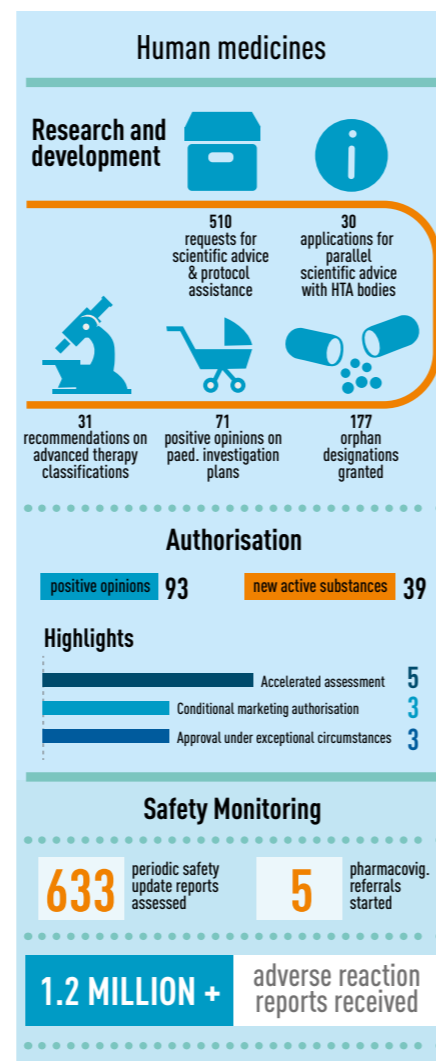 Human medicines
Research and
development
510
requests for
scientific advice
& protocol
assistance
30
applications for
parallel
scientific advice
with HTA bodies
31
recommendations on
advanced therapy
classifications
71
positive opinions on
paed. investigation
plans
177
orphan
designations
granted
Authorisation
positive opinions 93
new active substances 39
Highlights
Accelerated assessment 5
Conditional marketing authorisation 3
Approval under exceptional circumstances 3
Safety Monitoring
633
periodic safety
update reports
assessed
5
pharmacovig.
referrals
started
1.2 MILLION +
adverse reaction
reports received